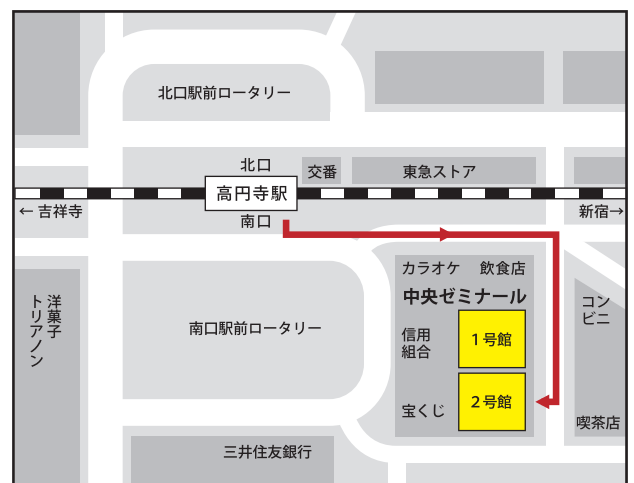 北口駅前ロータリー
北口
交番
東急ストア
高円寺駅
← 吉祥寺
新宿→
南口
カラオケ
飲食店
中央ゼミナール
洋菓子
トリアノン
南口駅前ロータリー
信用
組合
1号館
コン
ビニ
2号館
宝くじ
喫茶店
三井住友銀行